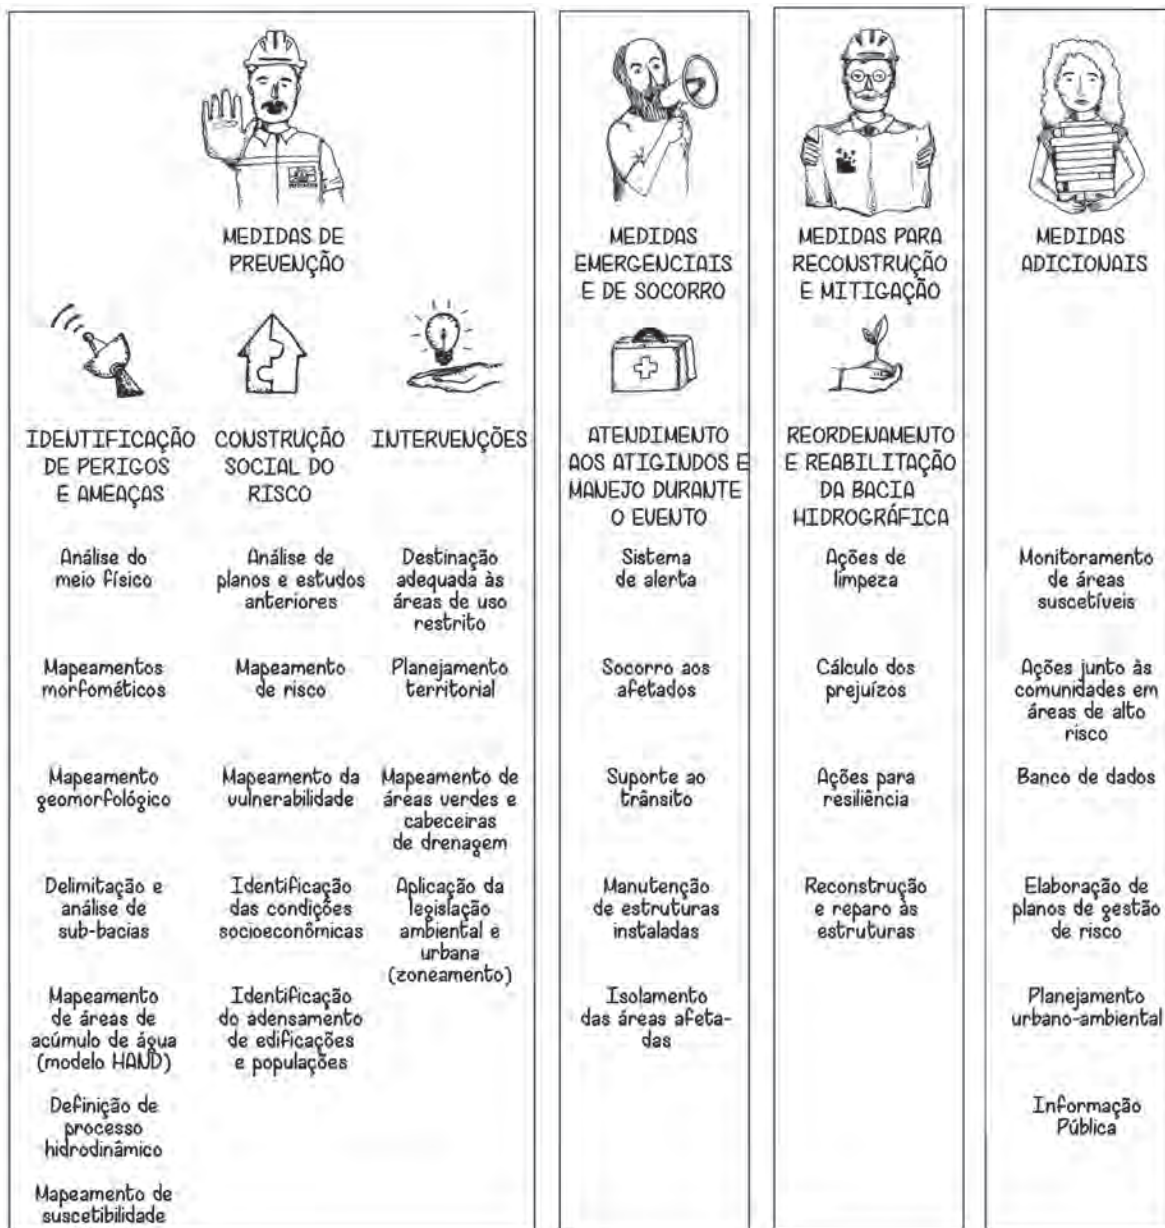 MEDIDAS DE
PREVENÇÃO
IDENTIFICAÇÃO
DE PERIGOS
E AMEAÇAS
Análise do
meio físico
Mapeamentos
morfométicos
Mapeamento
geomorfológico
Delimitação e
análise de
sub-bacias
Mapeamento
de áreas de
acúmulo de água
(modelo HAND)
Definição de
processo
hidrodinâmico
Mapeamento de
suscetibilidade
CONSTRUÇÃO
SOCIAL DO
RISCO
Análise de
planos e estudos
anteriores
Mapeamento
de risco
Mapeamento da
vulnerabilidade
Identificação
das condições
socioeconômicas
Identificação
do adensamento
de edificações
e populações
INTERVENÇÕES
Destinação
adequada às
áreas de uso
restrito
Planejamento
territorial
Mapeamento de
áreas verdes e
cabeceiras
de drenagem
Aplicação da
legislação
ambiental e
urbana
(zoneamento)
MEDIDAS
EMERGENCIAIS
E DE SOCORRO
ATENDIMENTO
AOS ATIGINDOS E
MANEJO DURANTE
O EVENTO
Sistema
de alerta
Socorro aos
afetados
Suporte ao
trânsito
Manutenção
de estruturas
instaladas
Isolamento
das áreas afeta-
das
MEDIDAS PARA
RECONSTRUÇÃO
E MITIGAÇÃO
REORDENAMENTO
E REABILITAÇÃO
DA BACIA
HIDROGRÁFICA
Ações de
limpeza
Cálculo dos
prejuízos
Ações para
resiliência
Reconstrução
e reparo às
estruturas
MEDIDAS
ADICIONAIS
Monitoramento
de áreas
suscetíveis
Ações junto às
comunidades em
áreas de alto
risco
Banco de dados
Elaboração de
planos de gestão
de risco
Planejamento
urbano-ambiental
Informação
Pública